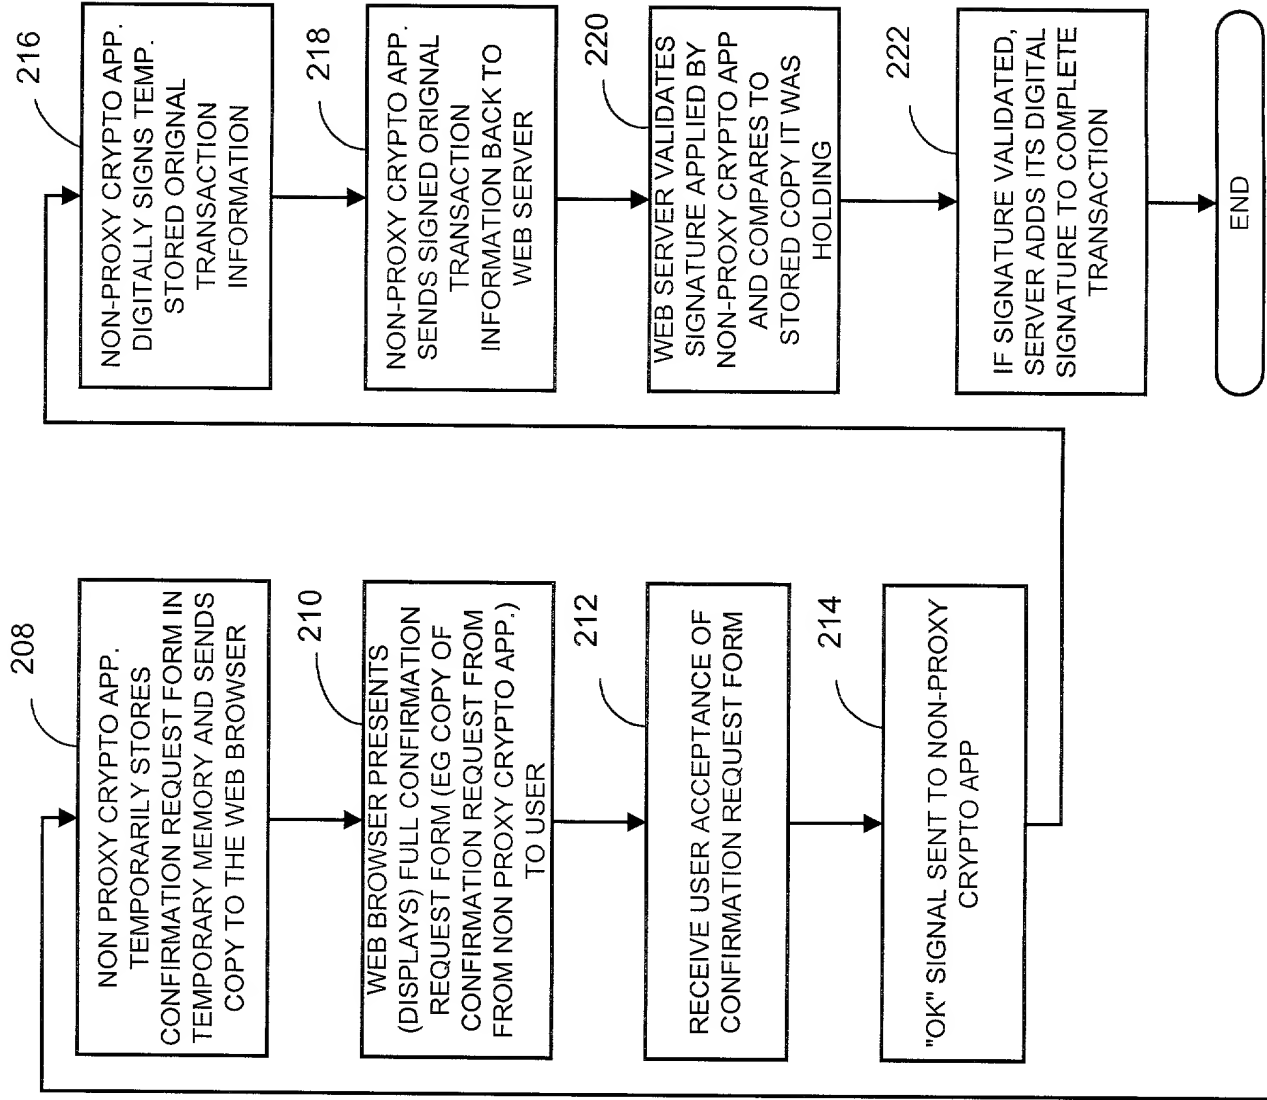 208
NON PROXY CRYPTO APP.
TEMPORARILY STORES
CONFIRMATION REQUEST FORM IN
TEMPORARY MEMORY AND SENDS
COPY TO THE WEB BROWSER
210
WEB BROWSER PRESENTS
(DISPLAYS) FULL CONFIRMATION
REQUEST FORM (EG COPY OF
CONFIRMATION REQUEST FROM
FROM NON PROXY CRYPTO APP.)
TO USER
212
RECEIVE USER ACCEPTANCE OF
CONFIRMATION REQUEST FORM
214
"OK" SIGNAL SENT TO NON-PROXY
CRYPTO APP
216
NON-PROXY CRYPTO APP.
DIGITALLY SIGNS TEMP.
STORED ORIGNAL
TRANSACTION
INFORMATION
218
NON-PROXY CRYPTO APP.
SENDS SIGNED ORIGNAL
TRANSACTION
INFORMATION BACK TO
WEB SERVER
220
WEB SERVER VALIDATES
SIGNATURE APPLIED BY
NON-PROXY CRYPTO APP
AND COMPARES TO
STORED COPY IT WAS
HOLDING
222
IF SIGNATURE VALIDATED,
SERVER ADDS ITS DIGITAL
SIGNATURE TO COMPLETE
TRANSACTION
END